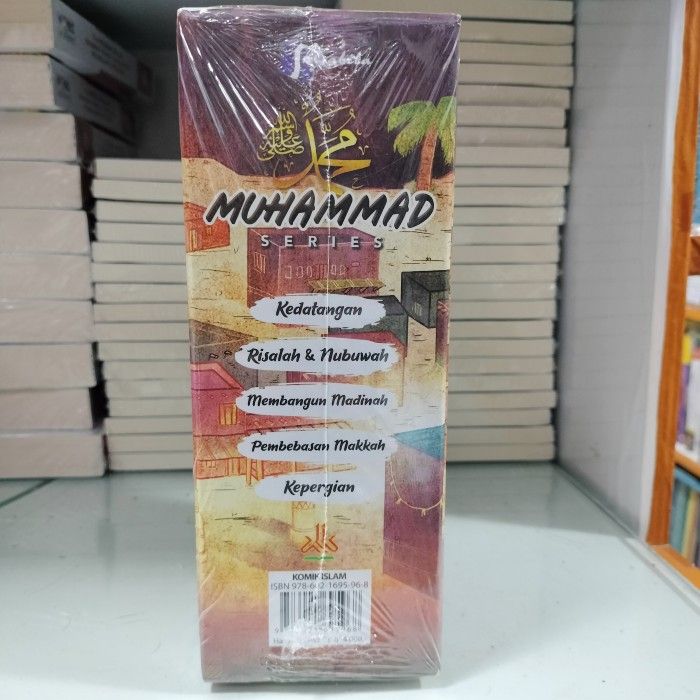 محمد
صلى الله عليه وسلم
MUHAMMAD
SERIES
Kedatangan
Risalah & Nubuwah
Membangun Madinah
Pembebasan Makkah
Kepergian
KOMIK ISLAM
ISBN 978-602-1695-96-8